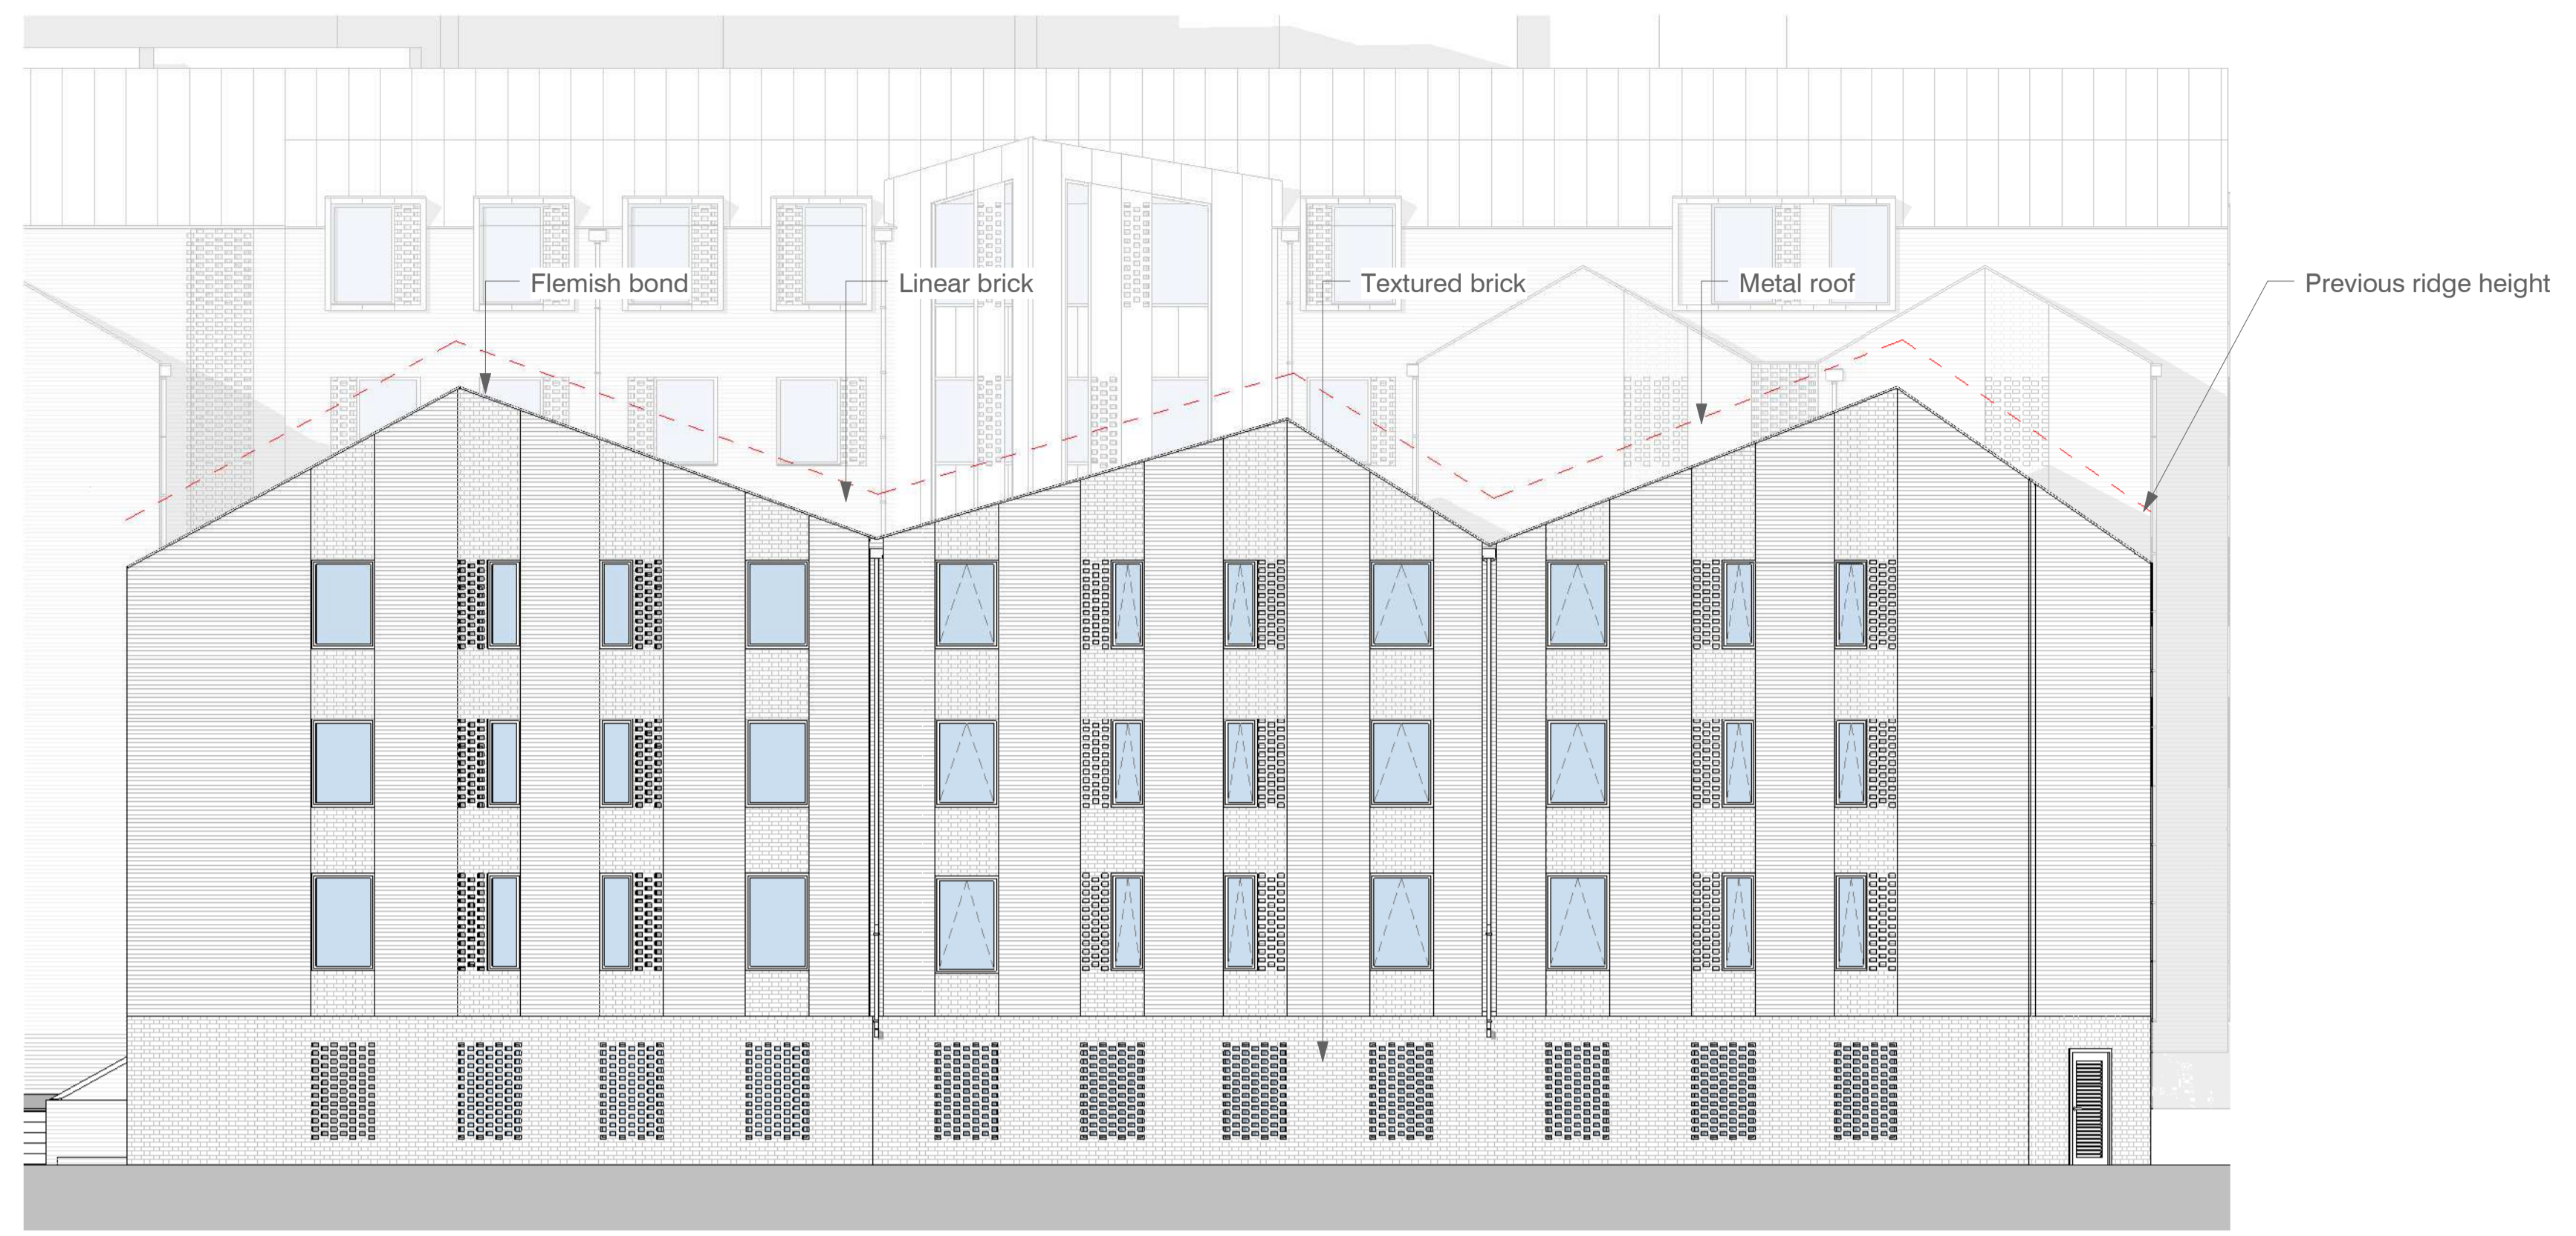 Flemish bond
Linear brick
Textured brick
Metal roof
Previous ridge height